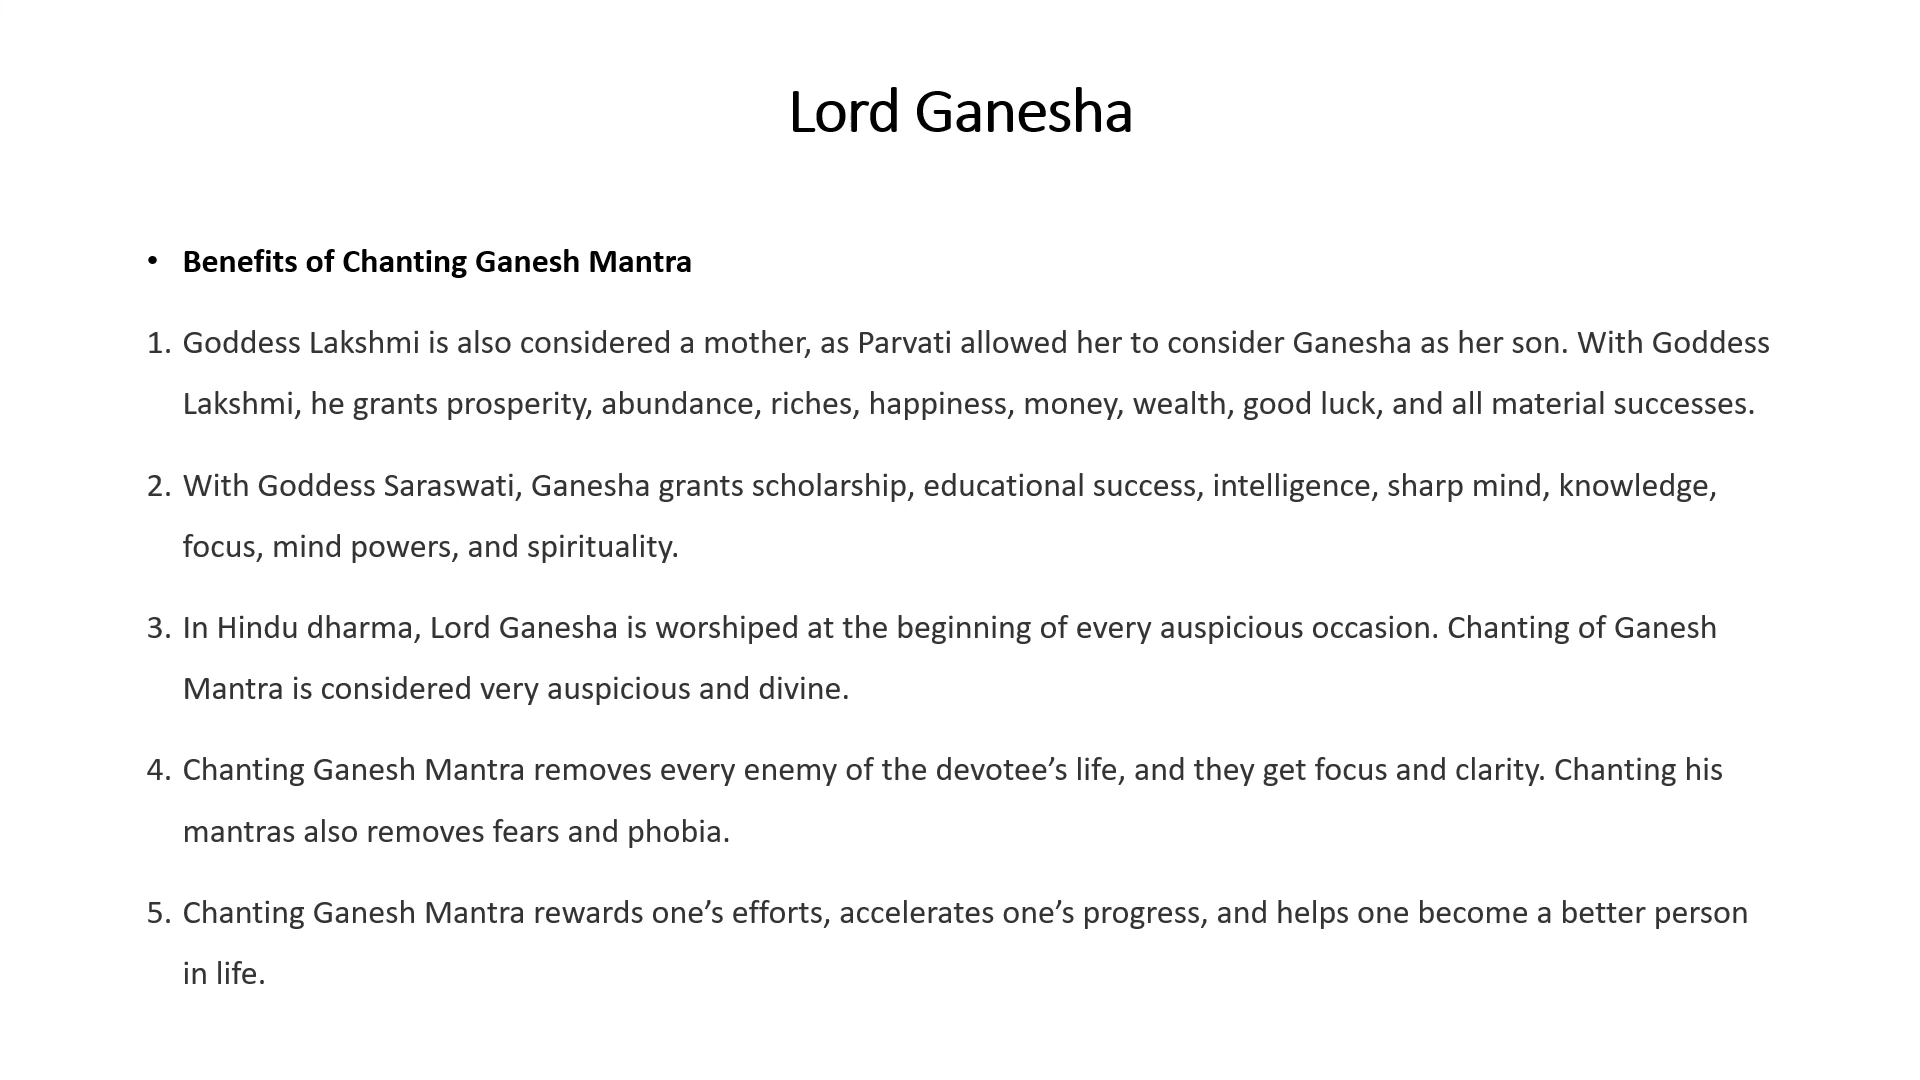 Lord Ganesha
• Benefits of Chanting Ganesh Mantra
1. Goddess Lakshmi is also considered a mother, as Parvati allowed her to consider Ganesha as her son. With Goddess
Lakshmi, he grants prosperity, abundance, riches, happiness, money, wealth, good luck, and all material successes.
2. With Goddess Saraswati, Ganesha grants scholarship, educational success, intelligence, sharp mind, knowledge,
focus, mind powers, and spirituality.
3. In Hindu dharma, Lord Ganesha is worshiped at the beginning of every auspicious occasion. Chanting of Ganesh
Mantra is considered very auspicious and divine.
4. Chanting Ganesh Mantra removes every enemy of the devotee’s life, and they get focus and clarity. Chanting his
mantras also removes fears and phobia.
5. Chanting Ganesh Mantra rewards one’s efforts, accelerates one’s progress, and helps one become a better person
in life.